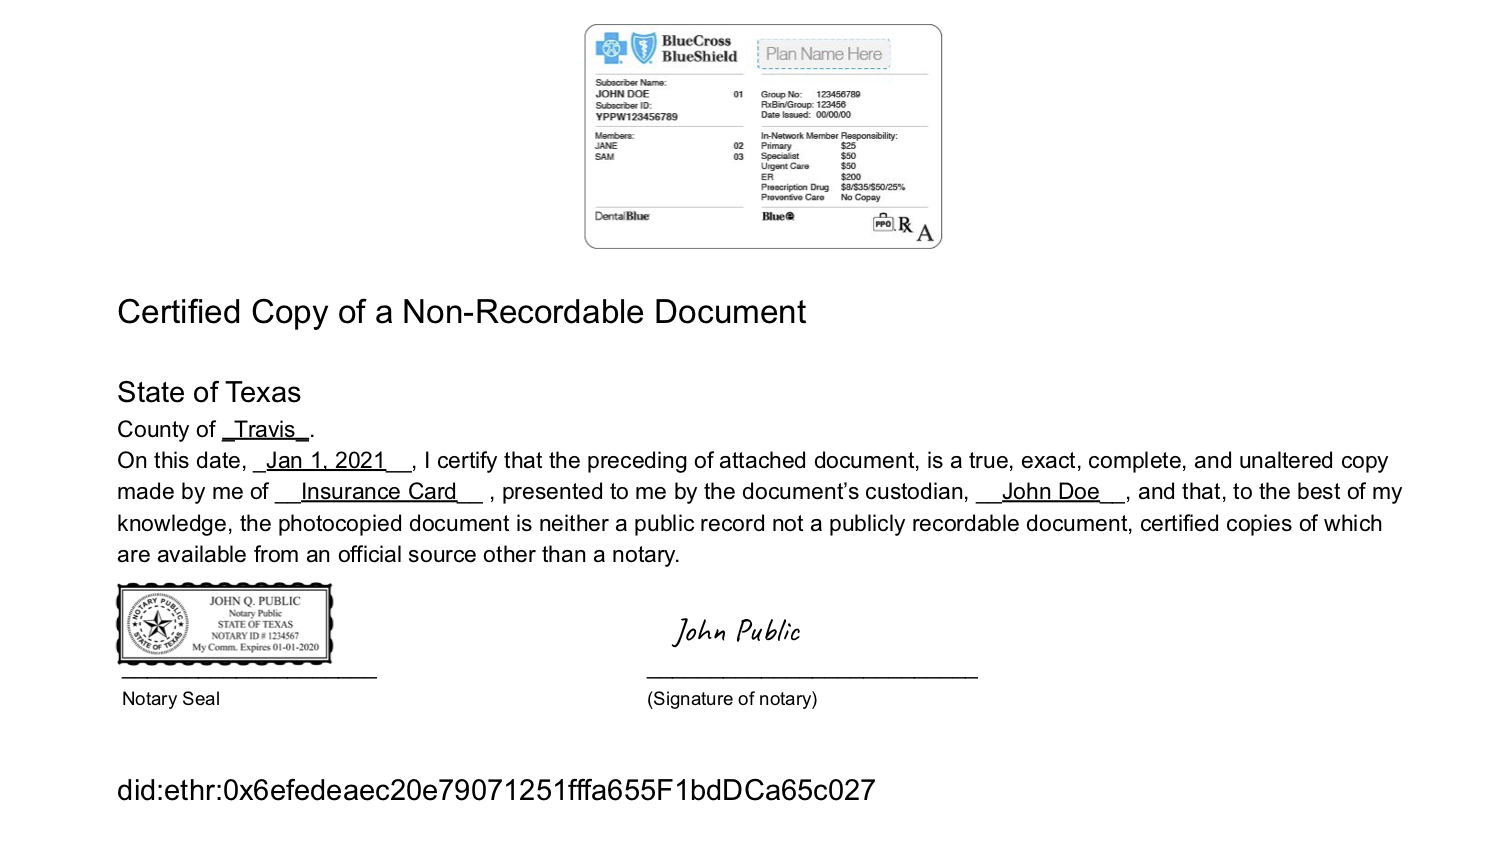 BlueCross
BlueShield
Plan Name Here
Subscriber Name:
JOHN DOE 01
Subscriber ID:
YPPW123456789
Members:
JANE 02
SAM 03
DentalBlue
Group No: 123456789
RxBin/Group: 123456
Date Issued: 00/00/00
In-Network Member Responsibility:
Primary $25
Specialist $50
Urgent Care $50
ER $200
Prescription Drug $8/$35/$50/25%
Preventive Care No Copay
Blue
PPO Rx A
Certified Copy of a Non-Recordable Document
State of Texas
County of _Travis_.
On this date, _Jan 1, 2021__, I certify that the preceding of attached document, is a true, exact, complete, and unaltered copy
made by me of __Insurance Card__ , presented to me by the document’s custodian, __John Doe__, and that, to the best of my
knowledge, the photocopied document is neither a public record not a publicly recordable document, certified copies of which
are available from an official source other than a notary.
NOTARY PUBLIC
STATE OF TEXAS
JOHN Q. PUBLIC
Notary Public
STATE OF TEXAS
NOTARY ID # 1234567
My Comm. Expires 01-01-2020
John Public
Notary Seal
(Signature of notary)
did:ethr:0x6efedeaec20e79071251fffa655F1bdDCa65c027